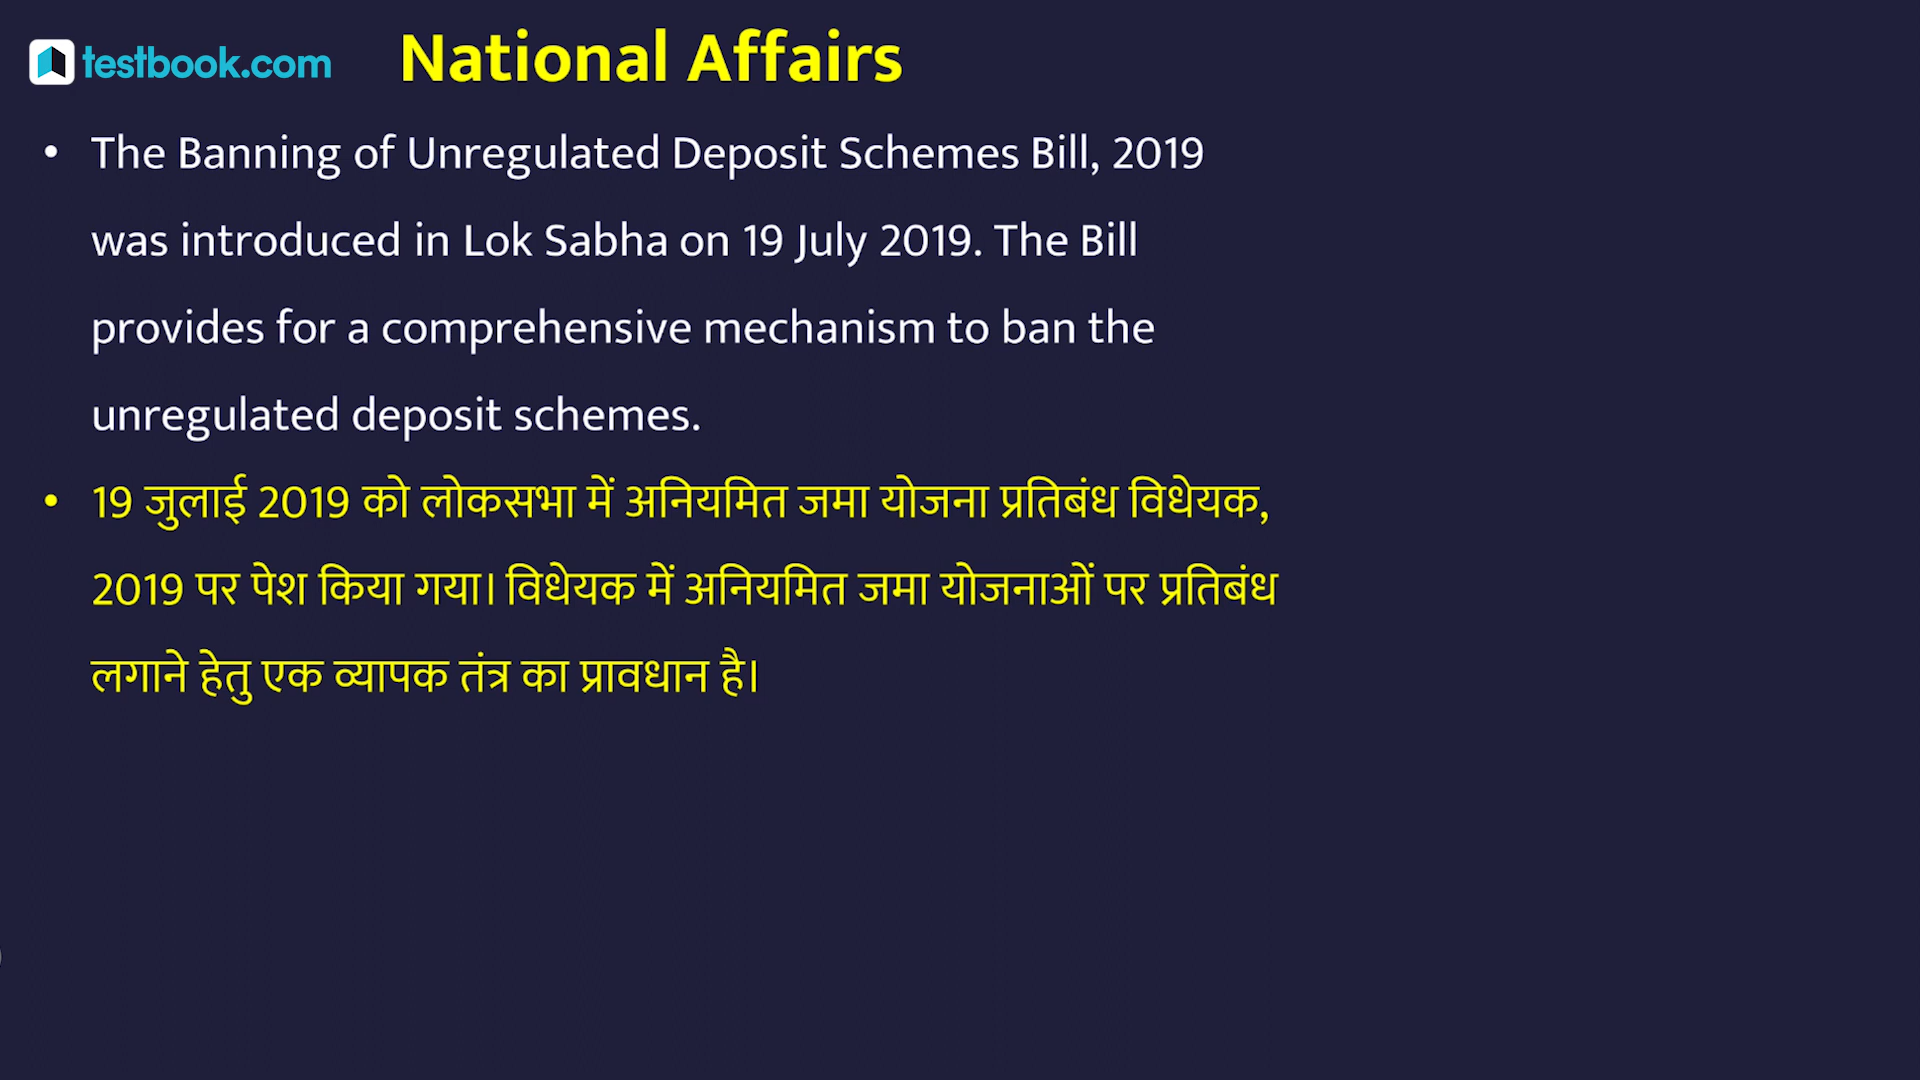 testbook.com
National Affairs
• The Banning of Unregulated Deposit Schemes Bill, 2019
was introduced in Lok Sabha on 19 July 2019. The Bill
provides for a comprehensive mechanism to ban the
unregulated deposit schemes.
• 19 जुलाई 2019 को लोकसभा में अनियमित जमा योजना प्रतिबंध विधेयक,
2019 पर पेश किया गया। विधेयक में अनियमित जमा योजनाओं पर प्रतिबंध
लगाने हेतु एक व्यापक तंत्र का प्रावधान है।